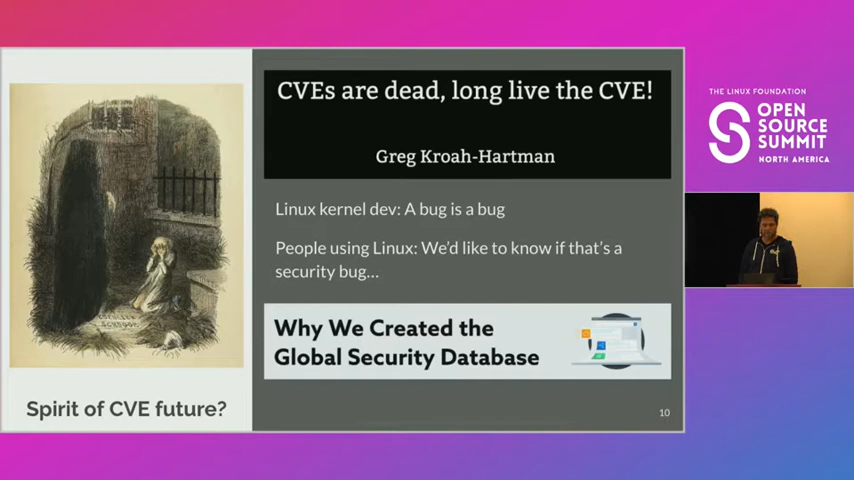 CVEs are dead, long live the CVE!
Greg Kroah-Hartman
Linux kernel dev: A bug is a bug
People using Linux: We'd like to know if that's a
security bug...
Why We Created the
Global Security Database
Spirit of CVE future?
10
THE LINUX FOUNDATION
OPEN
SOURCE
SUMMIT
NORTH AMERICA